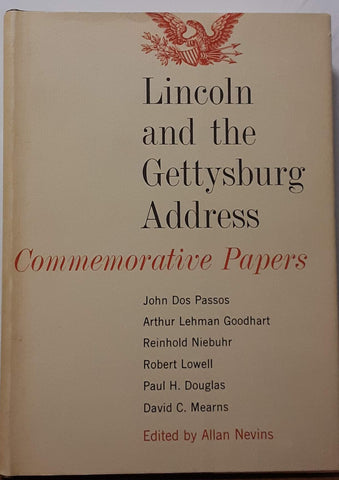 Lincoln
and the
Gettysburg
Address
Commemorative Papers
John Dos Passos
Arthur Lehman Goodhart
Reinhold Niebuhr
Robert Lowell
Paul H. Douglas
David C. Mearns
Edited by Allan Nevins